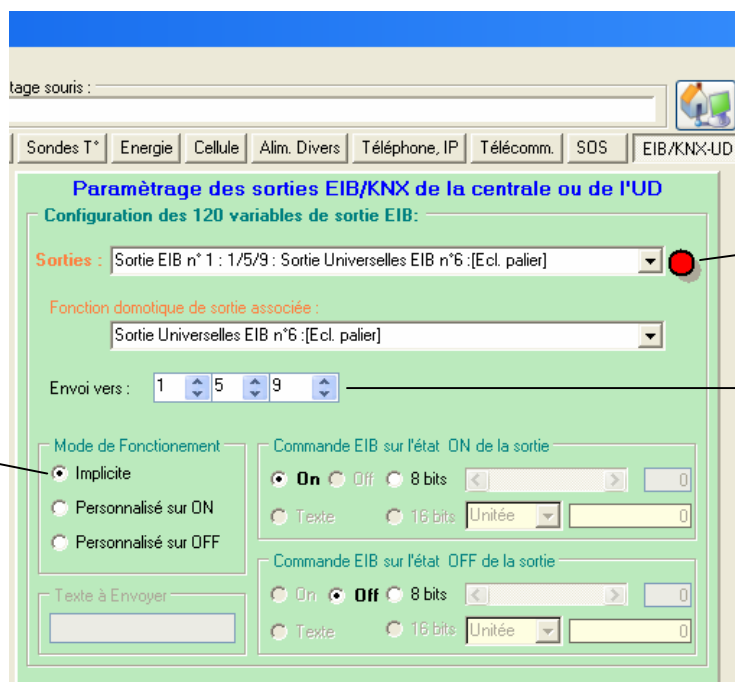 tage souris :
Sondes T° Energie Cellule Alim. Divers Téléphone, IP Télécomm. SOS EIB/KNX-UD
Paramètrage des sorties EIB/KNX de la centrale ou de l'UD
Configuration des 120 variables de sortie EIB:
Sorties : Sortie EIB n° 1 : 1/5/9 : Sortie Universelles EIB n°6 :[Ecl. palier]
Fonction domotique de sortie associée :
Sortie Universelles EIB n°6 :[Ecl. palier]
Envoi vers : 1 5 9
Mode de Fonctionement
Implicite
Personnalisé sur ON
Personnalisé sur OFF
Texte à Envoyer
Commande EIB sur l'état ON de la sortie
On Off 8 bits 0
Texte 16 bits Unitée 0
Commande EIB sur l'état OFF de la sortie
On Off 8 bits 0
Texte 16 bits Unitée 0